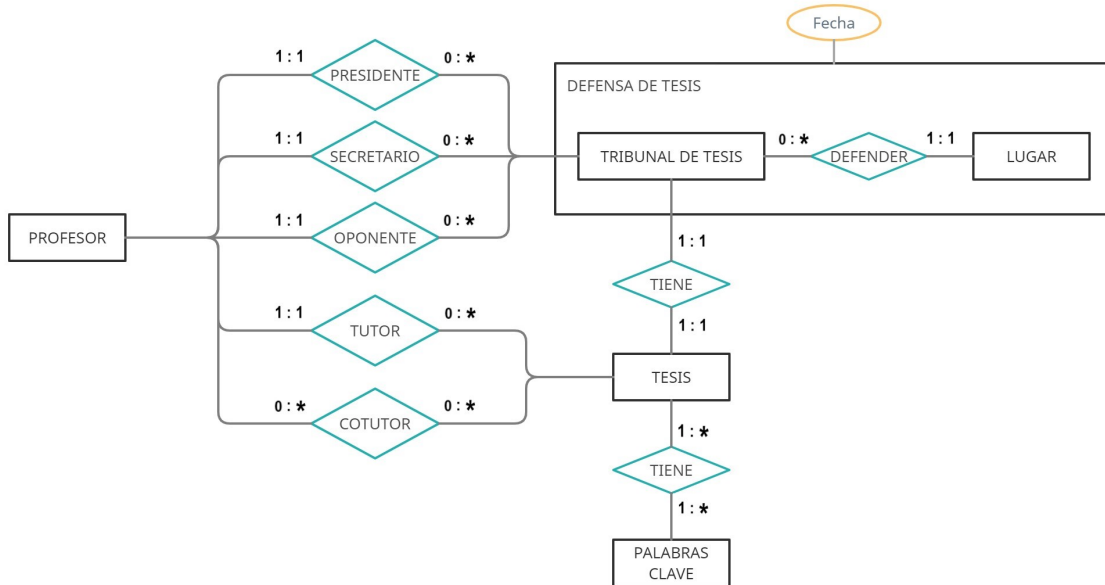 Fecha
1 : 1
PRESIDENTE
0 : *
DEFENSA DE TESIS
1 : 1
SECRETARIO
0 : *
TRIBUNAL DE TESIS
0 : *
DEFENDER
1 : 1
LUGAR
PROFESOR
1 : 1
OPONENTE
0 : *
1 : 1
TIENE
1 : 1
1 : 1
TUTOR
0 : *
TESIS
0 : *
COTUTOR
0 : *
1 : *
TIENE
1 : *
PALABRAS
CLAVE